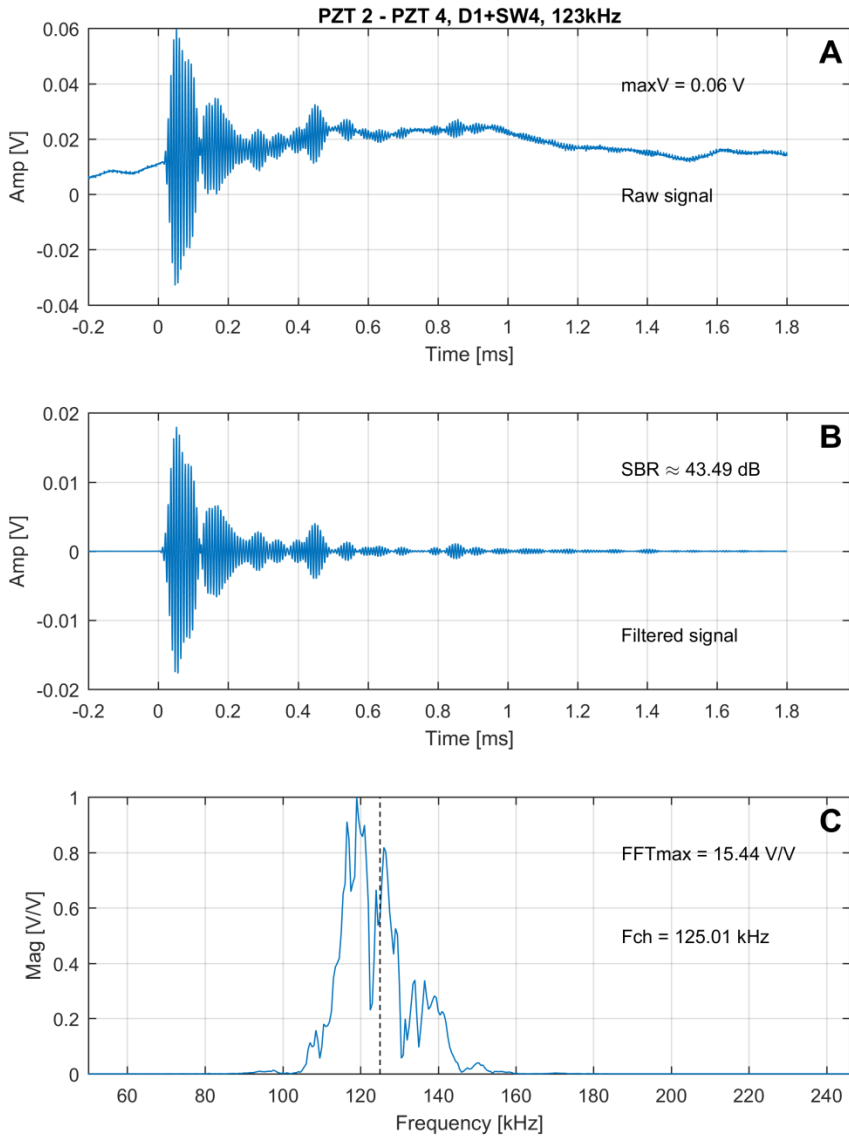 PZT 2 - PZT 4, D1+SW4, 123kHz
A
0.06
0.04
0.02
0
-0.02
-0.04
Amp [V]
maxV = 0.06 V
Raw signal
-0.2 0 0.2 0.4 0.6 0.8 1 1.2 1.4 1.6 1.8
Time [ms]
B
0.02
0.01
0
-0.01
-0.02
Amp [V]
SBR ≈ 43.49 dB
Filtered signal
-0.2 0 0.2 0.4 0.6 0.8 1 1.2 1.4 1.6 1.8
Time [ms]
C
1
0.8
0.6
0.4
0.2
0
Mag [V/V]
FFTmax = 15.44 V/V
Fch = 125.01 kHz
60 80 100 120 140 160 180 200 220 240
Frequency [kHz]